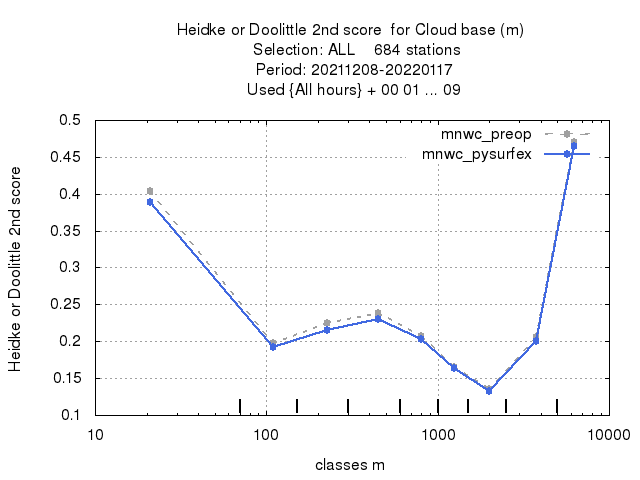 Heidke or Doolittle 2nd score  for Cloud base (m)
Selection: ALL    684 stations
Period: 20211208-20220117
Used {All hours} + 00 01 ... 09
mnwc_preop
mnwc_pysurfex
Heidke or Doolittle 2nd score
0.5
0.45
0.4
0.35
0.3
0.25
0.2
0.15
0.1
10 100 1000 10000
classes m